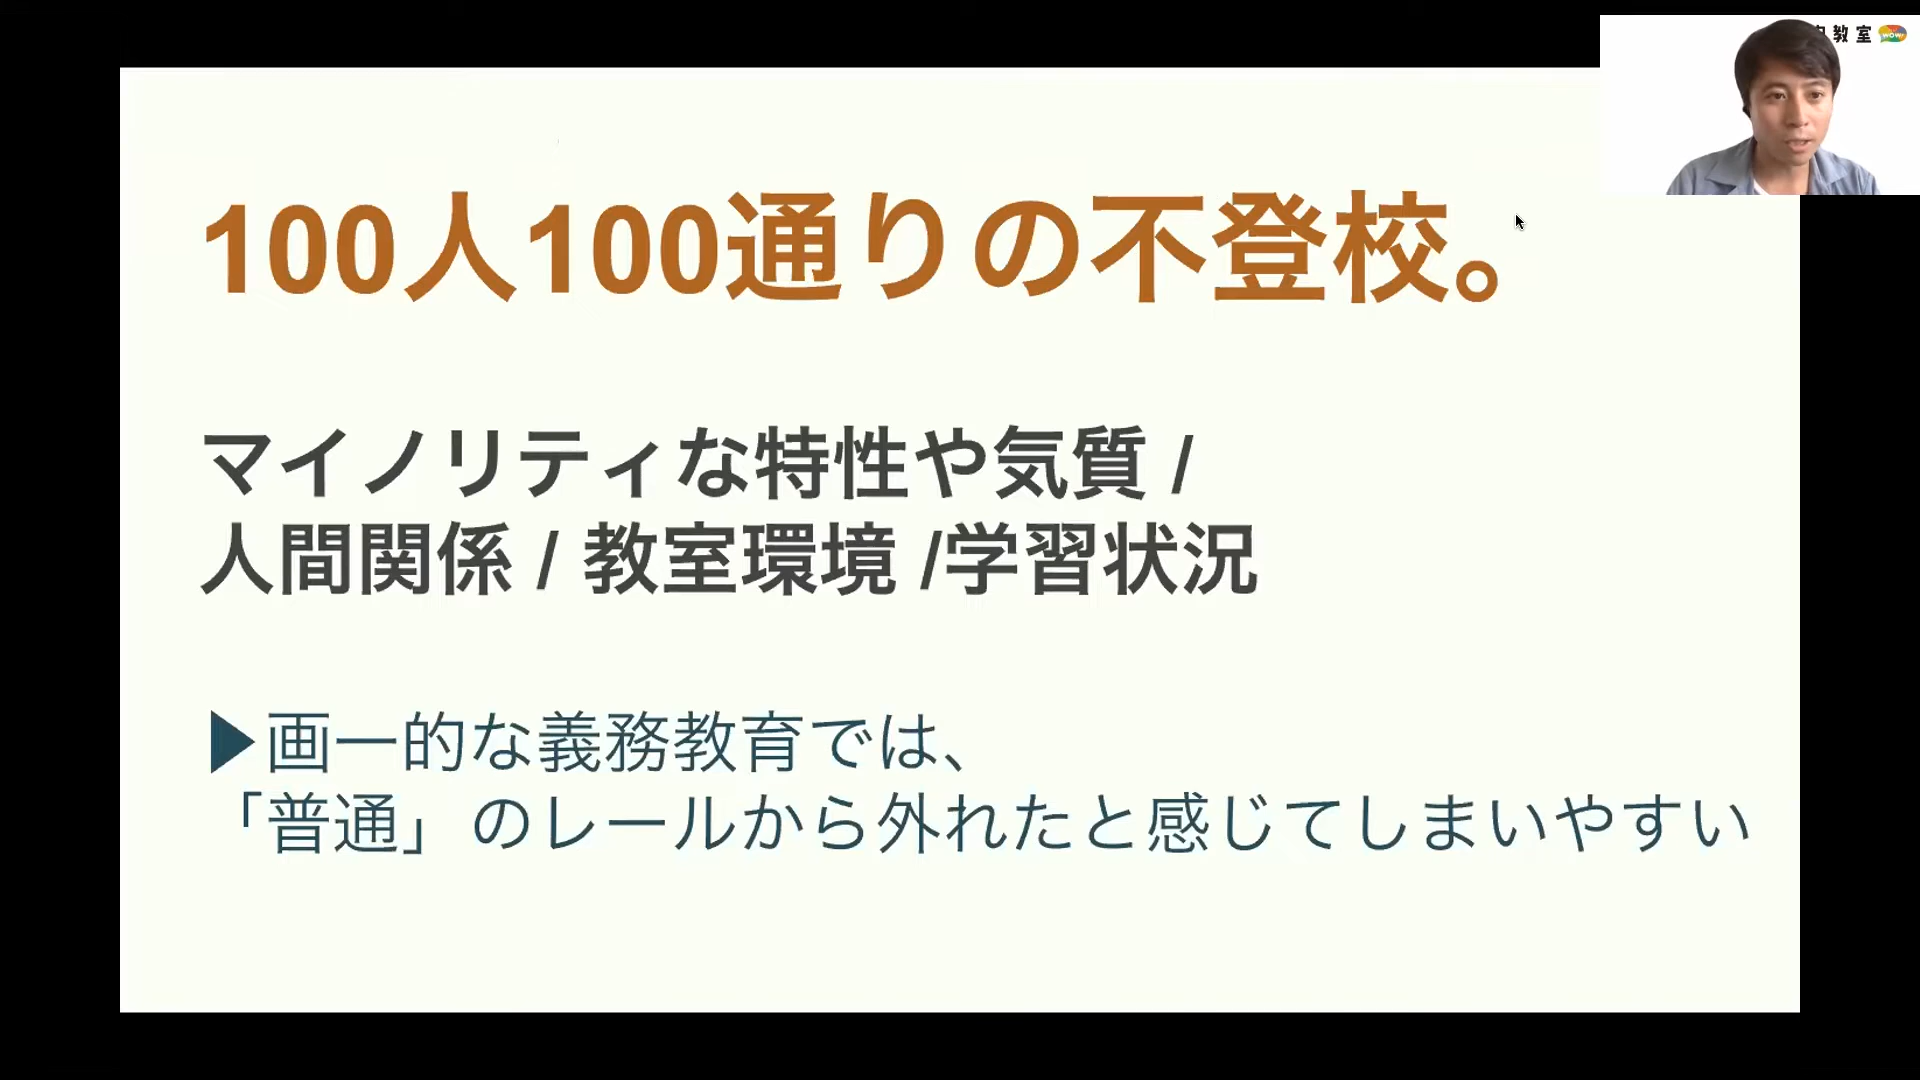 教室
wow
100人100通りの不登校。
マイノリティな特性や気質 /
人間関係 / 教室環境 /学習状況
▶画一的な義務教育では、
「普通」のレールから外れたと感じてしまいやすい